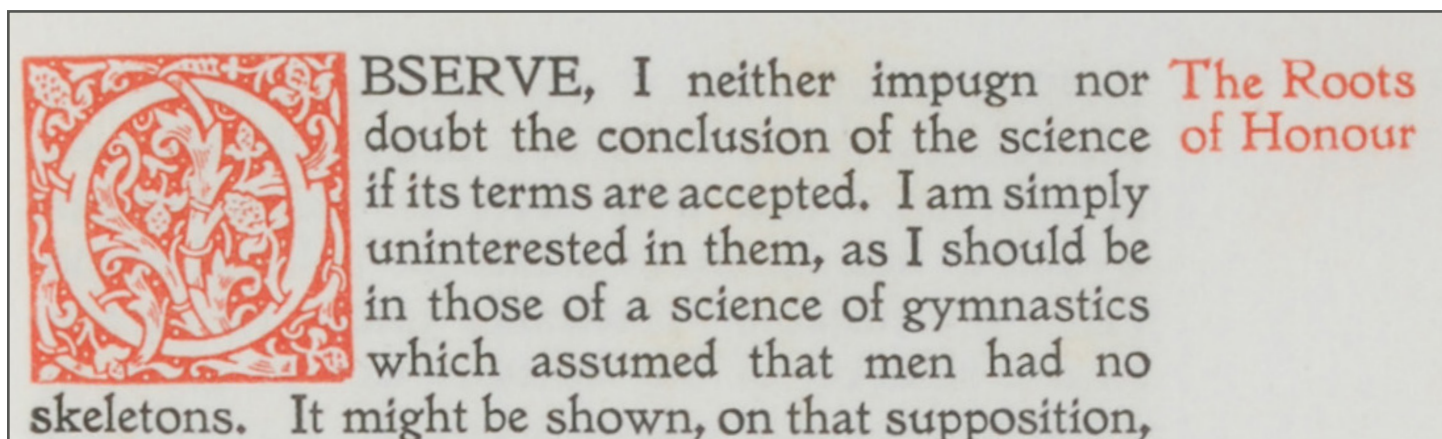 OBSERVE, I neither impugn nor
doubt the conclusion of the science
if its terms are accepted. I am simply
uninterested in them, as I should be
in those of a science of gymnastics
which assumed that men had no
skeletons. It might be shown, on that supposition,
The Roots
of Honour